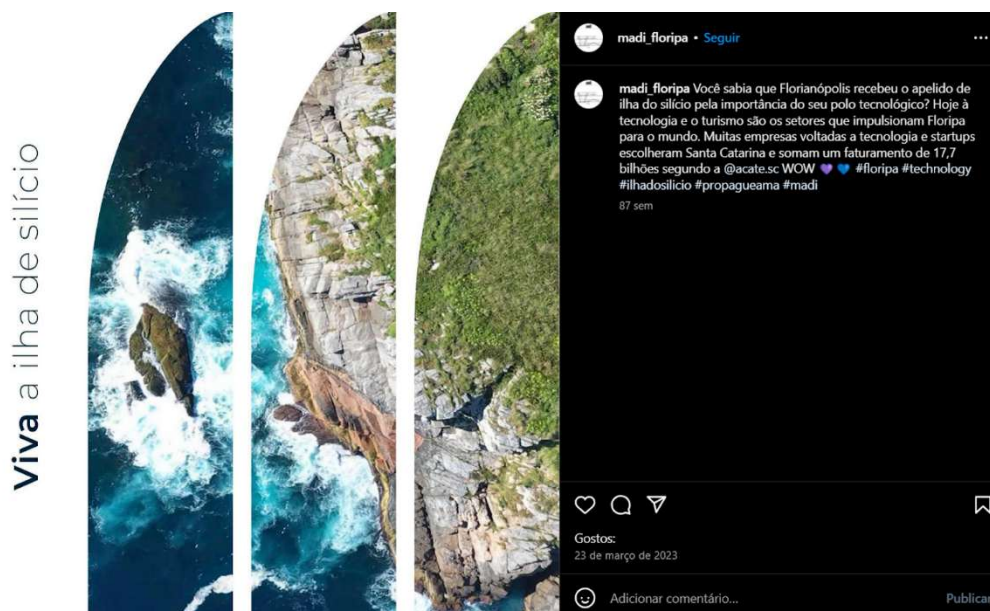 Viva a ilha de silício
madi_floripa • Seguir
madi_floripa Você sabia que Florianópolis recebeu o apelido de
ilha do silício pela importância do seu polo tecnológico? Hoje à
tecnologia e o turismo são os setores que impulsionam Floripa
para o mundo. Muitas empresas voltadas a tecnologia e startups
escolheram Santa Catarina e somam um faturamento de 17,7
bilhões segundo a @acate.sc WOW 💜 💙 #floripa #technology
#ilhadosilicio #propagueama #madi
87 sem
Gostos:
23 de março de 2023
Adicionar comentário...
Publicar